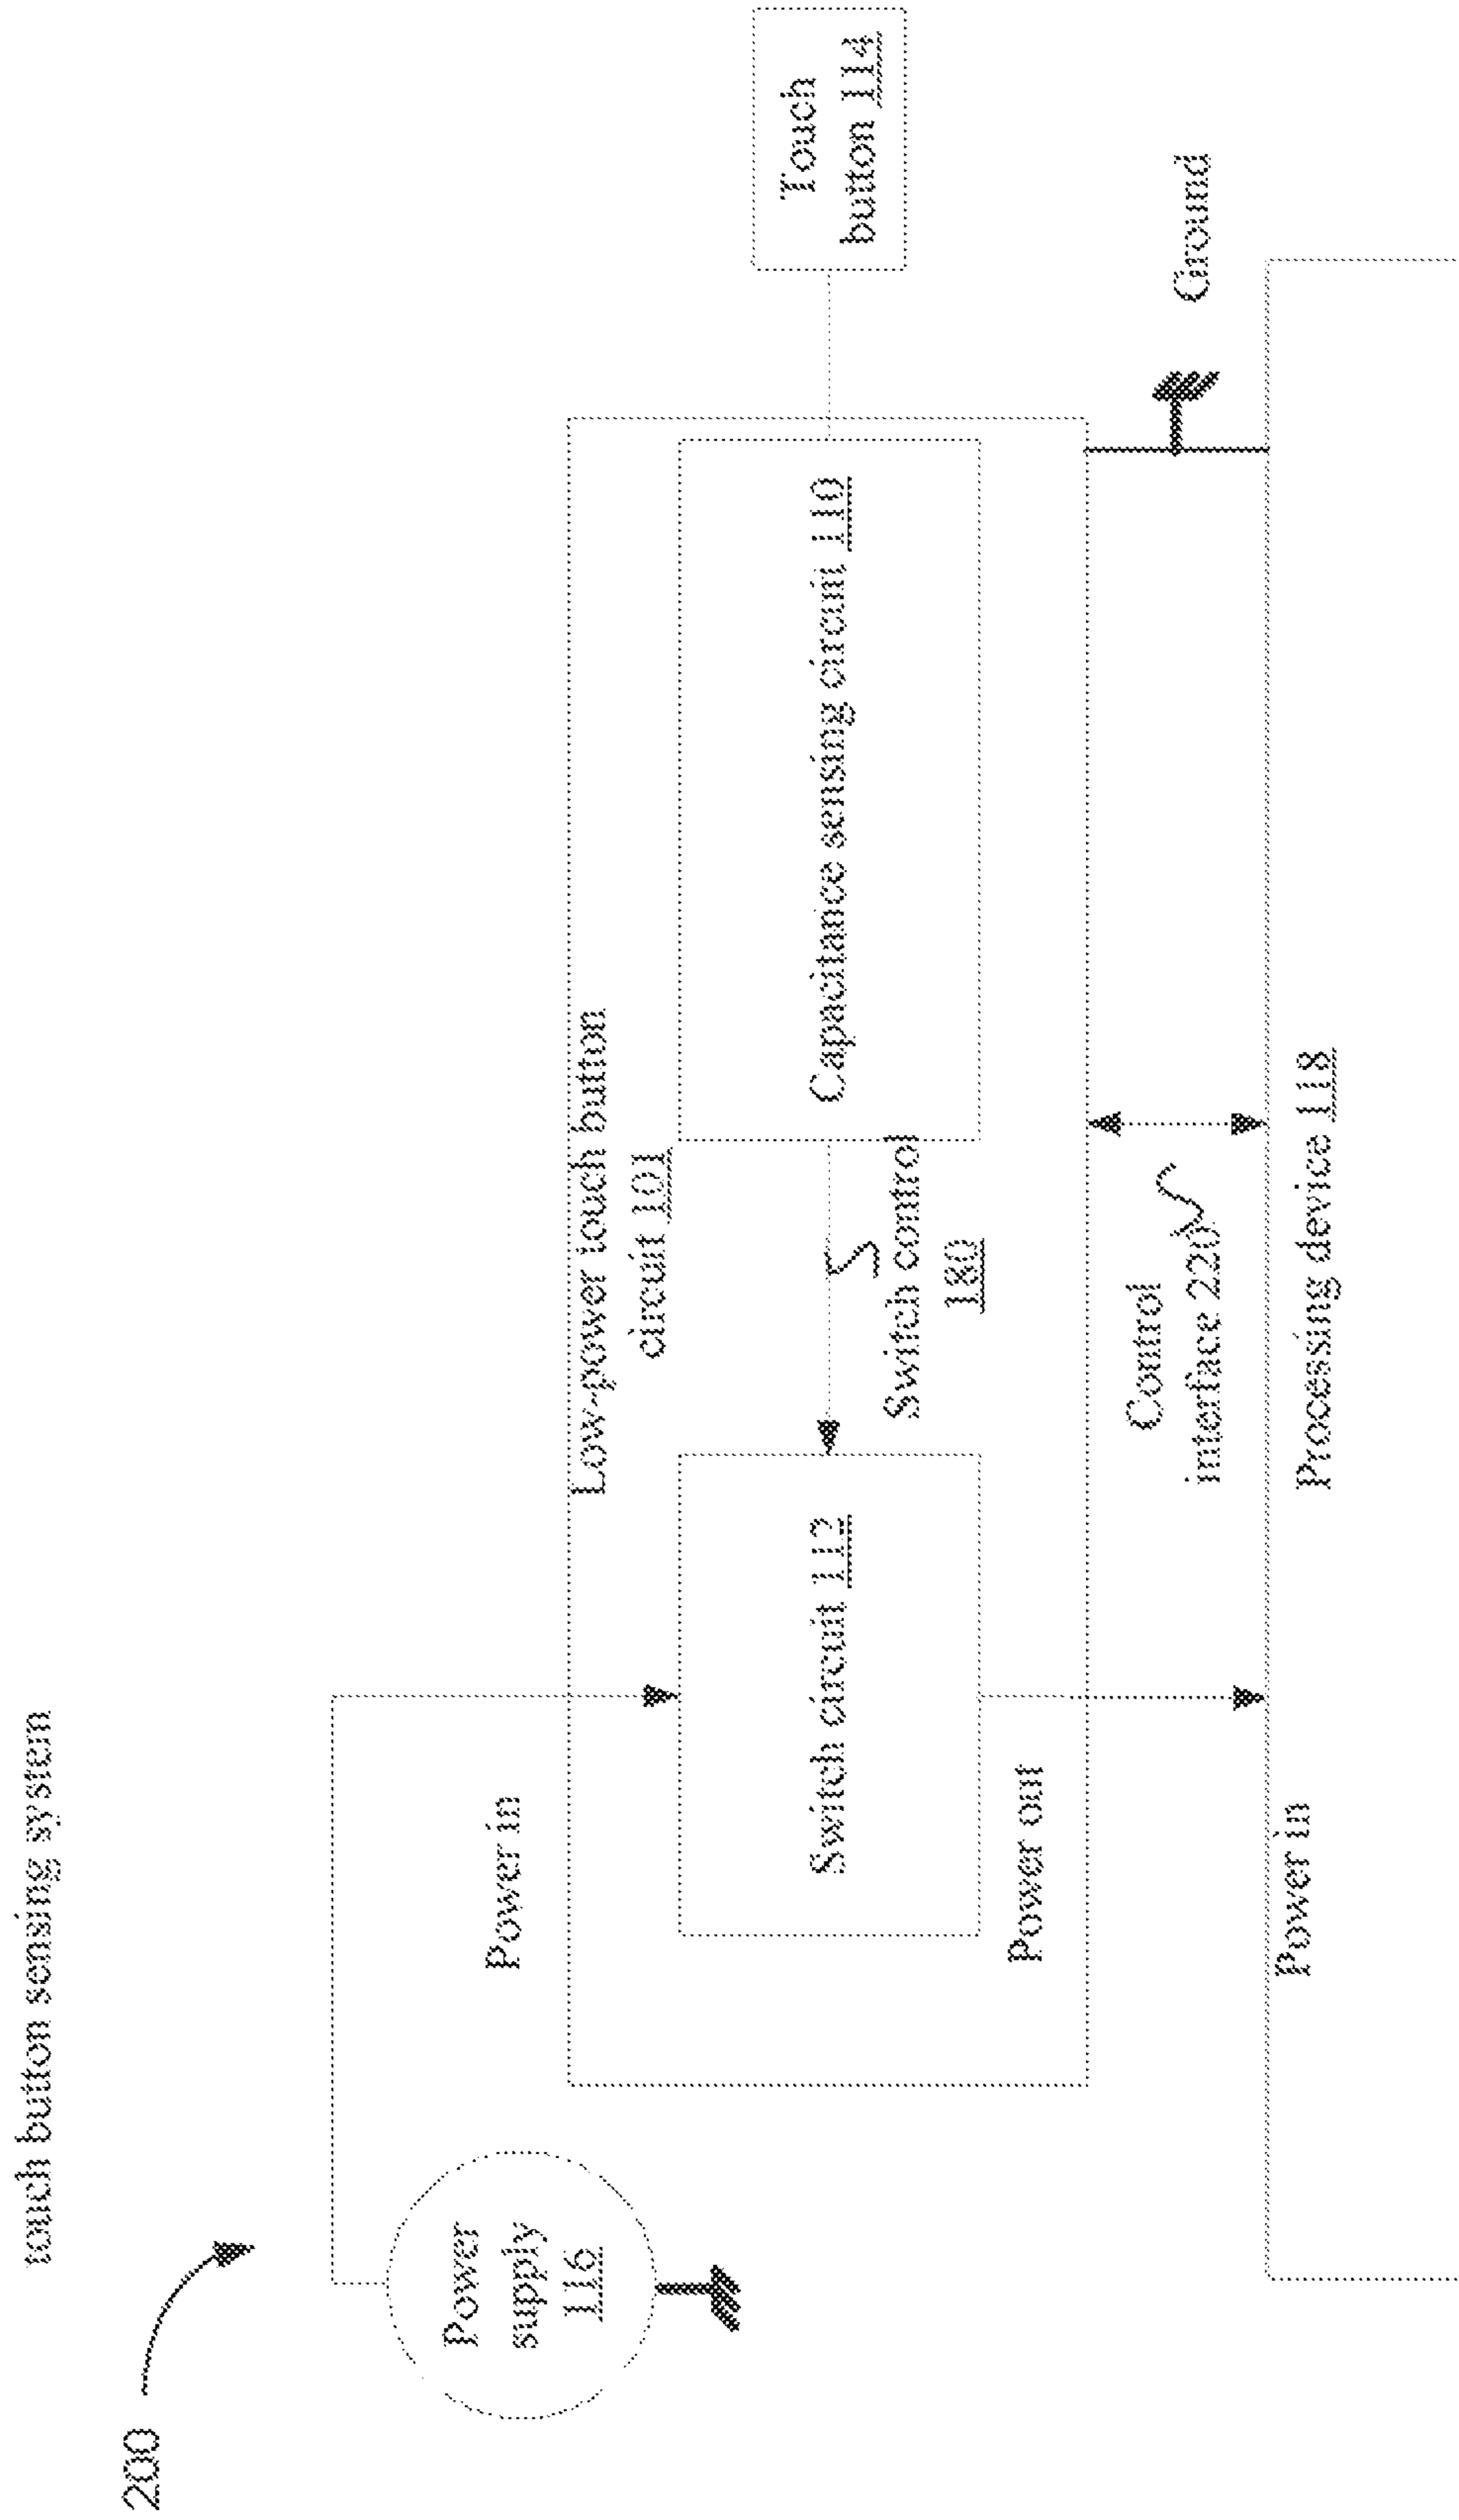 touch button sensing system
200
Power
supply
116
Power in
Low-power touch button
circuit 101
Switch circuit 112
Switch control
180
Capacitance sensing circuit 110
Touch
button 114
Power out
Control
interface 220
Ground
Power in
Processing device 118